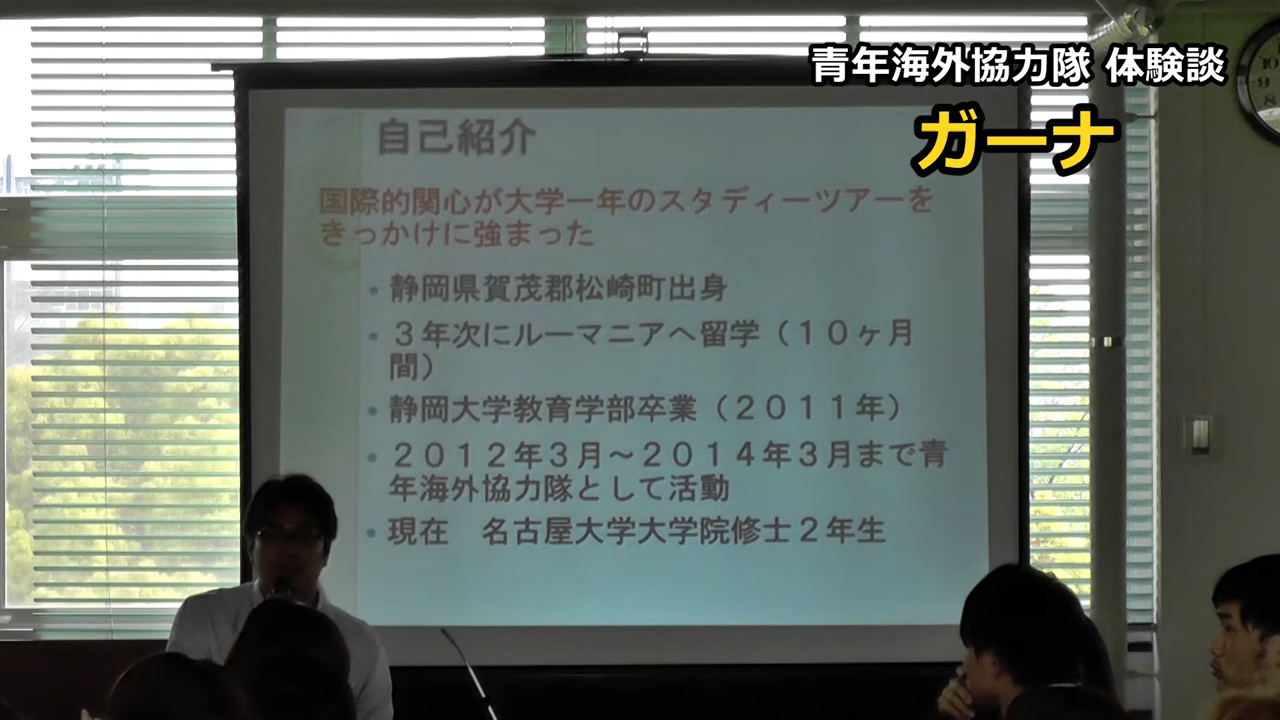 青年海外協力隊 体験談
ガーナ
自己紹介
国際的関心が大学一年のスタディーツアーを
きっかけに強まった
• 静岡県賀茂郡松崎町出身
• ３年次にルーマニアへ留学（１０ヶ月
間）
• 静岡大学教育学部卒業（２０１１年）
• ２０１２年３月～２０１４年３月まで青
年海外協力隊として活動
• 現在　名古屋大学大学院修士２年生
10
9
8